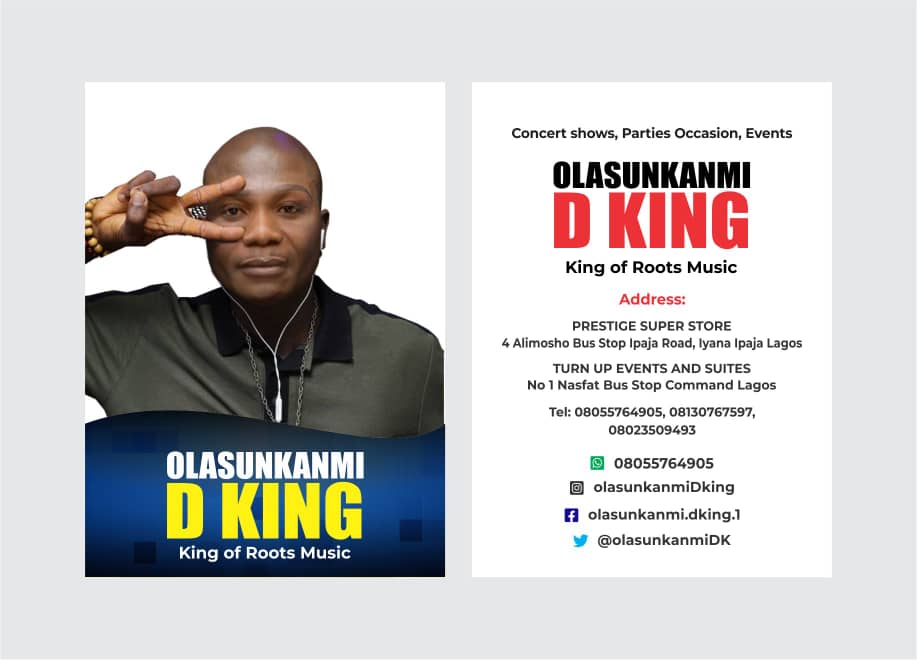 OLASUNKANMI
D KING
King of Roots Music
Concert shows, Parties Occasion, Events
OLASUNKANMI
D KING
King of Roots Music
Address:
PRESTIGE SUPER STORE
4 Alimosho Bus Stop Ipaja Road, Iyana Ipaja Lagos
TURN UP EVENTS AND SUITES
No 1 Nasfat Bus Stop Command Lagos
Tel: 08055764905, 08130767597,
08023509493
08055764905
olasunkanmiDking
olasunkanmi.dking.1
@olasunkanmiDK